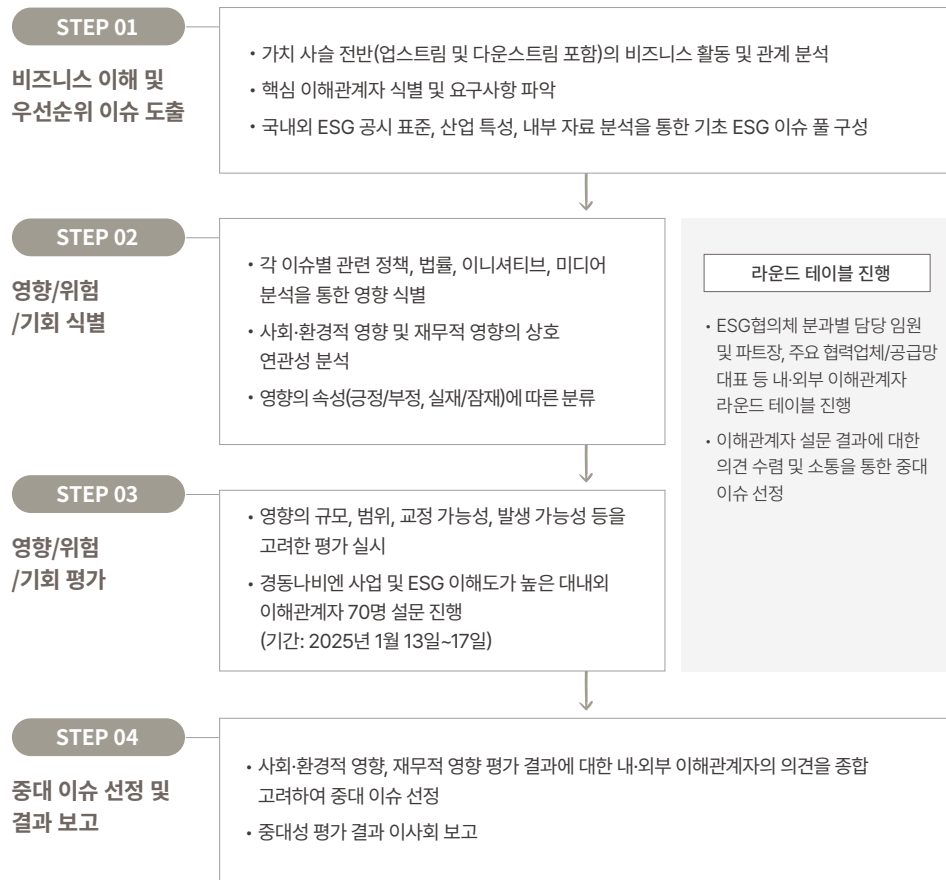 STEP 01
비즈니스 이해 및
우선순위 이슈 도출
• 가치 사슬 전반(업스트림 및 다운스트림 포함)의 비즈니스 활동 및 관계 분석
• 핵심 이해관계자 식별 및 요구사항 파악
• 국내외 ESG 공시 표준, 산업 특성, 내부 자료 분석을 통한 기초 ESG 이슈 풀 구성
STEP 02
영향/위험
/기회 식별
• 각 이슈별 관련 정책, 법률, 이니셔티브, 미디어
분석을 통한 영향 식별
• 사회·환경적 영향 및 재무적 영향의 상호
연관성 분석
• 영향의 속성(긍정/부정, 실재/잠재)에 따른 분류
라운드 테이블 진행
• ESG협의체 분과별 담당 임원
및 파트장, 주요 협력업체/공급망
대표 등 내·외부 이해관계자
라운드 테이블 진행
• 이해관계자 설문 결과에 대한
의견 수렴 및 소통을 통한 중대
이슈 선정
STEP 03
영향/위험
/기회 평가
• 영향의 규모, 범위, 교정 가능성, 발생 가능성 등을
고려한 평가 실시
• 경동나비엔 사업 및 ESG 이해도가 높은 대내외
이해관계자 70명 설문 진행
(기간: 2025년 1월 13일~17일)
STEP 04
중대 이슈 선정 및
결과 보고
• 사회·환경적 영향, 재무적 영향 평가 결과에 대한 내·외부 이해관계자의 의견을 종합
고려하여 중대 이슈 선정
• 중대성 평가 결과 이사회 보고